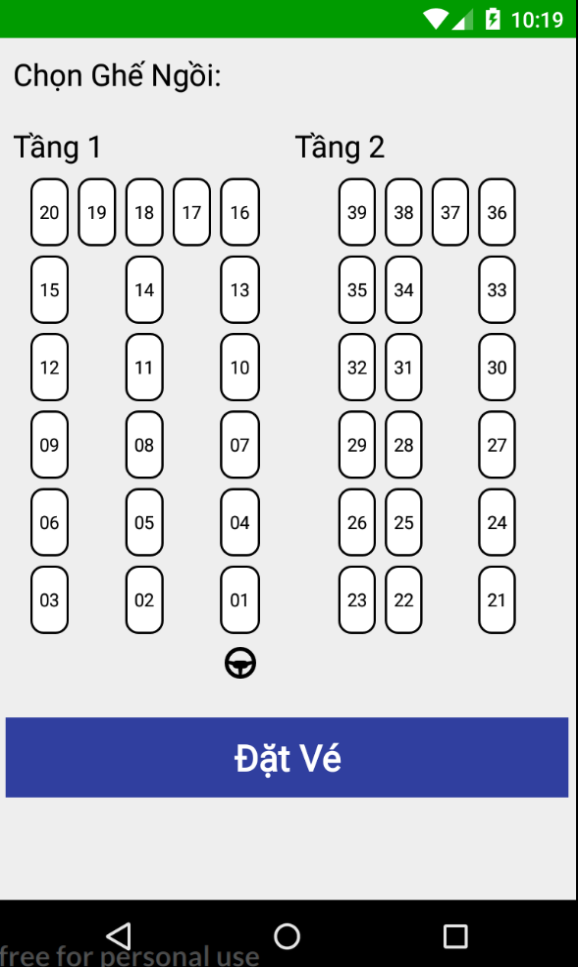 10:19
Chọn Ghế Ngồi:
Tầng 1 Tầng 2
20 19 18 17 16 39 38 37 36
15 14 13 35 34 33
12 11 10 32 31 30
09 08 07 29 28 27
06 05 04 26 25 24
03 02 01 23 22 21
Đặt Vé
free for personal use